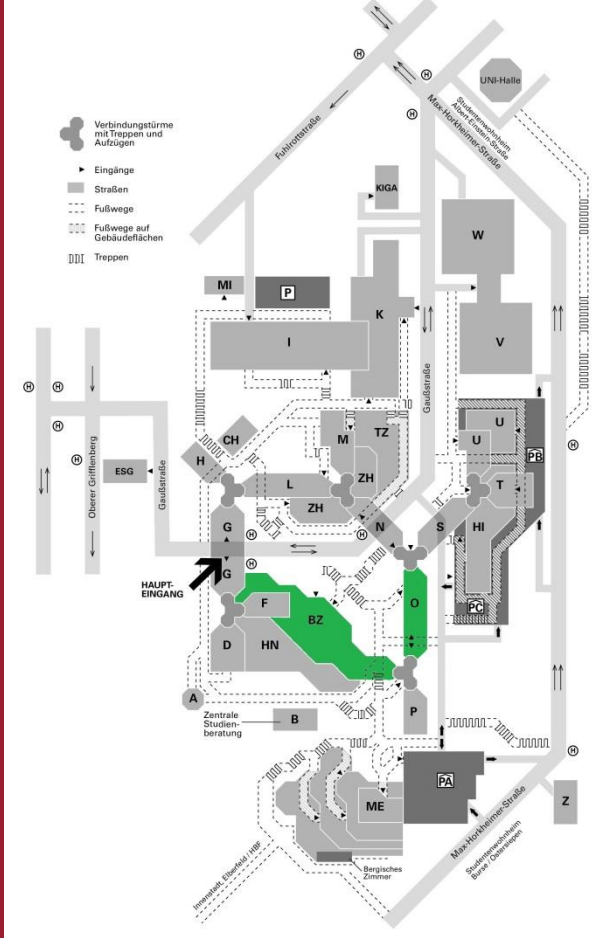 H
H
UNI-Halle
H
Studentenwohnheim
Albert-Einstein-Straße
Max-Horkheimer-Straße
Fuhlrottstraße
Verbindungstürme
mit Treppen und
Aufzügen
Eingänge
Straßen
Fußwege
Fußwege auf
Gebäudeflächen
Treppen
KIGA
W
MI
P
K
I
V
Gaußstraße
H
H
H
CH
M
TZ
U
U
PB
H
H
H
ESG
Oberer Grifflenberg
Gaußstraße
L
ZH
ZH
T
G
N
S
HI
H
H
G
HAUPT-
EINGANG
F
BZ
O
PC
D
HN
A
Zentrale
Studien-
beratung
B
P
H
PA
ME
Z
Max-Horkheimer-Straße
Studentenwohnheim
Burse / Ostersiepen
Bergisches
Zimmer
Innenstadt, Elberfeld / HBF